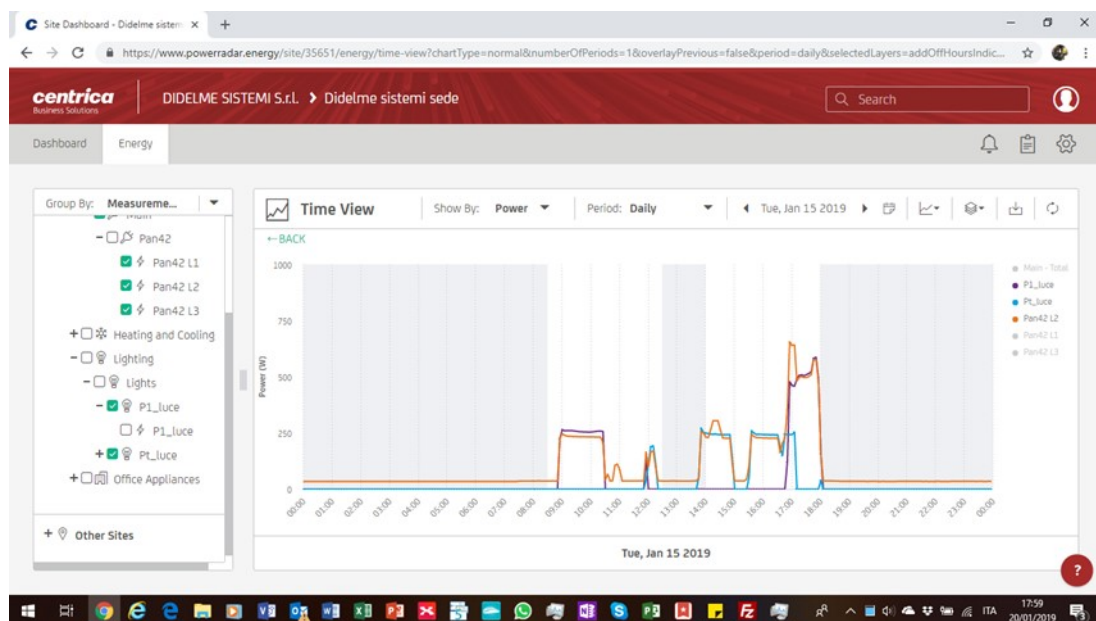 Site Dashboard - Didelme sistem
https://www.powerradar.energy/site/35651/energy/time-view?chartType=normal&numberOfPeriods=1&overlayPrevious=false&period=daily&selectedLayers=addOffHoursIndic...
centrica
Business Solutions
DIDELME SISTEMI S.r.l. > Didelme sistemi sede
Search
Dashboard Energy
Group By: Measureme...
Main
Pan42
Pan42 L1
Pan42 L2
Pan42 L3
Heating and Cooling
Lighting
Lights
P1_luce
P1_luce
Pt_luce
Office Appliances
Other Sites
Time View Show By: Power Period: Daily Tue, Jan 15 2019
←BACK
1000
750
500
250
0
Power (W)
00:00 01:00 02:00 03:00 04:00 05:00 06:00 07:00 08:00 09:00 10:00 11:00 12:00 13:00 14:00 15:00 16:00 17:00 18:00 19:00 20:00 21:00 22:00 23:00 00:00
Main - Total
P1_luce
Pt_luce
Pan42 L2
Pan42 L1
Pan42 L3
Tue, Jan 15 2019
?
ITA
17:59
20/01/2019